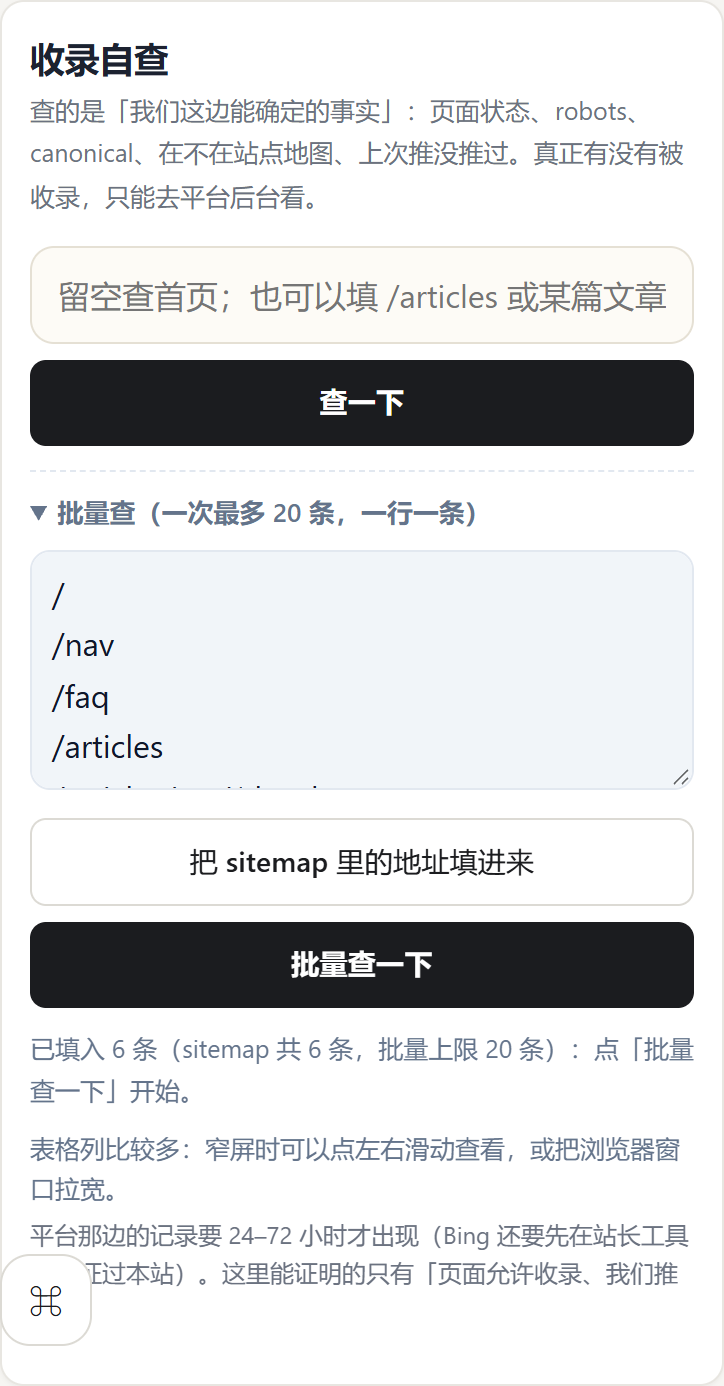 收录自查
查的是「我们这边能确定的事实」：页面状态、robots、
canonical、在不在站点地图、上次推没推过。真正有没有被
收录，只能去平台后台看。
留空查首页；也可以填 /articles 或某篇文章
查一下
▼ 批量查（一次最多 20 条，一行一条）
/
/nav
/faq
/articles
把 sitemap 里的地址填进来
批量查一下
已填入 6 条（sitemap 共 6 条，批量上限 20 条）：点「批量
查一下」开始。
表格列比较多：窄屏时可以点左右滑动查看，或把浏览器窗
口拉宽。
平台那边的记录要 24–72 小时才出现（Bing 还要先在站长工具
证过本站）。这里能证明的只有「页面允许收录、我们推
⌘